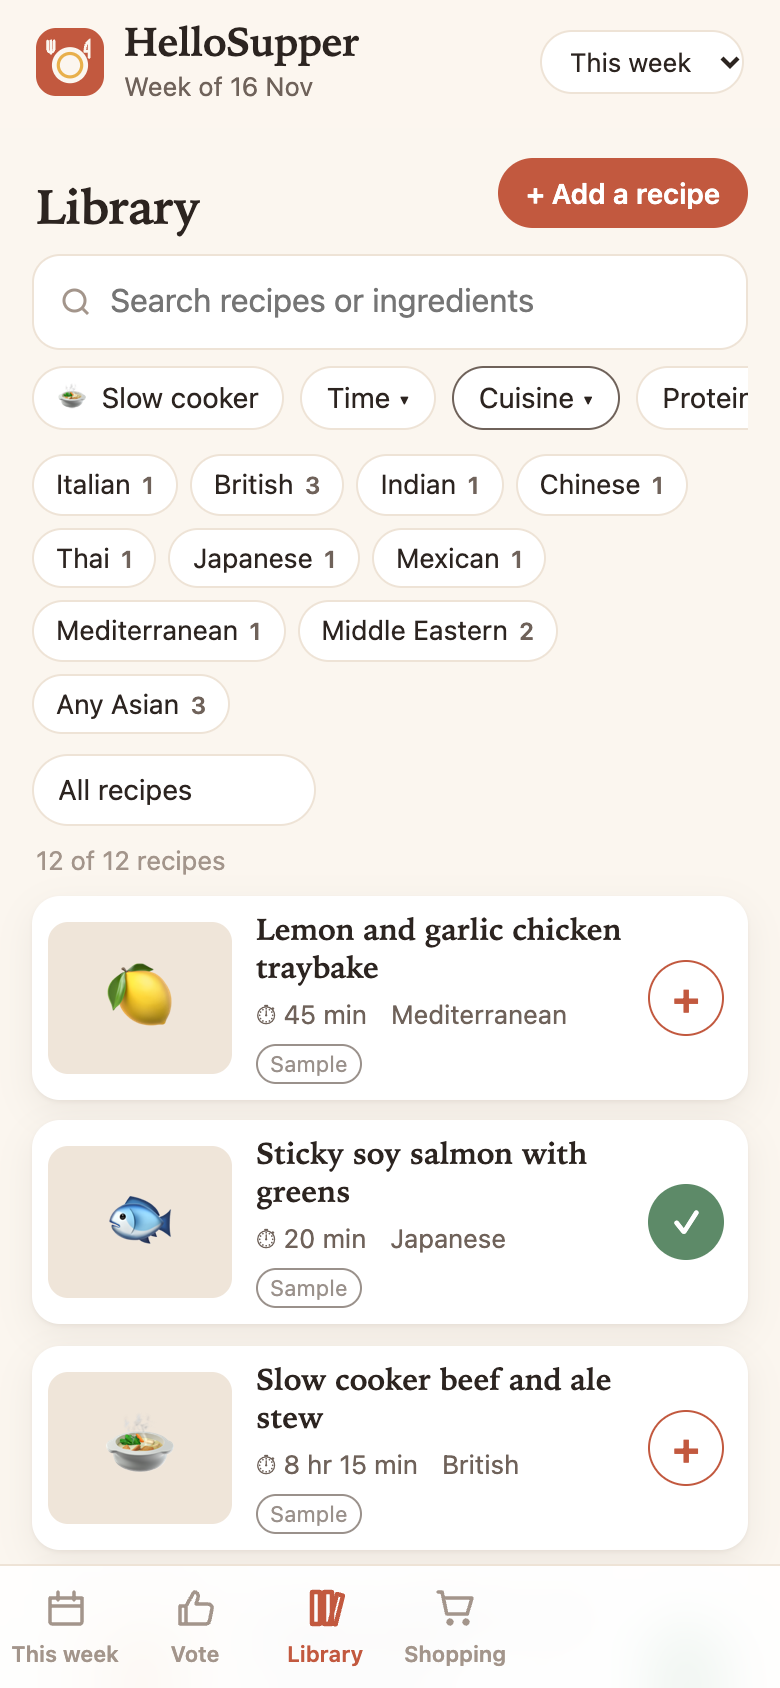 HelloSupper
Week of 16 Nov
This week
Library
+ Add a recipe
Search recipes or ingredients
Slow cooker
Time ▾
Cuisine ▾
Protein
Italian 1
British 3
Indian 1
Chinese 1
Thai 1
Japanese 1
Mexican 1
Mediterranean 1
Middle Eastern 2
Any Asian 3
All recipes
12 of 12 recipes
Lemon and garlic chicken
traybake
⏱ 45 min Mediterranean
Sample
Sticky soy salmon with
greens
⏱ 20 min Japanese
Sample
Slow cooker beef and ale
stew
⏱ 8 hr 15 min British
Sample
This week
Vote
Library
Shopping